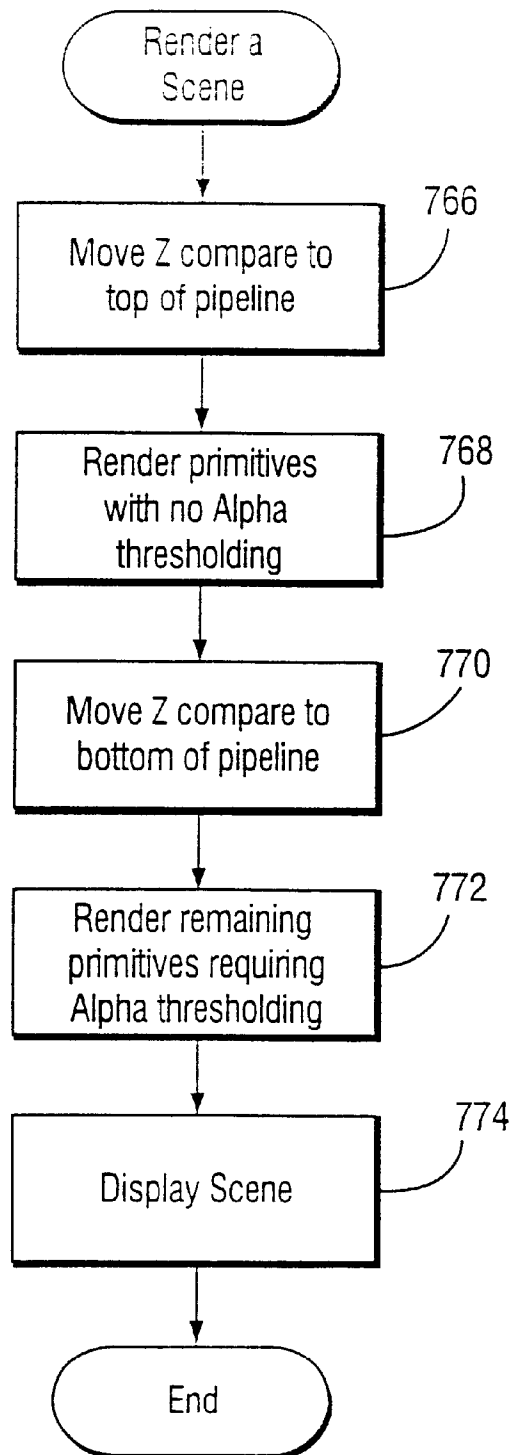 Render a
Scene
766
Move Z compare to
top of pipeline
768
Render primitives
with no Alpha
thresholding
770
Move Z compare to
bottom of pipeline
772
Render remaining
primitives requiring
Alpha thresholding
774
Display Scene
End